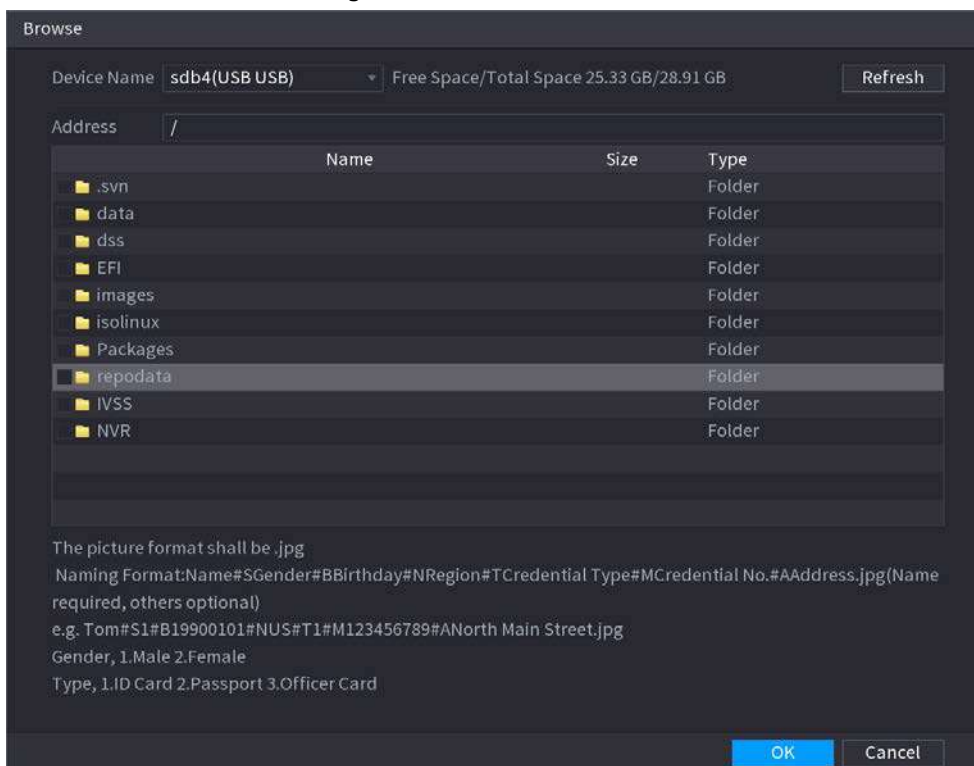 Browse
Device Name sdb4(USB USB) Free Space/Total Space 25.33 GB/28.91 GB Refresh
Address /
Name Size Type
.svn Folder
data Folder
dss Folder
EFI Folder
images Folder
isolinux Folder
Packages Folder
repodata Folder
IVSS Folder
NVR Folder
The picture format shall be .jpg
Naming Format:Name#SGender#BBirthday#NRegion#TCredential Type#MCredential No.#AAddress.jpg(Name
required, others optional)
e.g. Tom#S1#B19900101#NUS#T1#M123456789#ANorth Main Street.jpg
Gender, 1.Male 2.Female
Type, 1.ID Card 2.Passport 3.Officer Card
OK Cancel